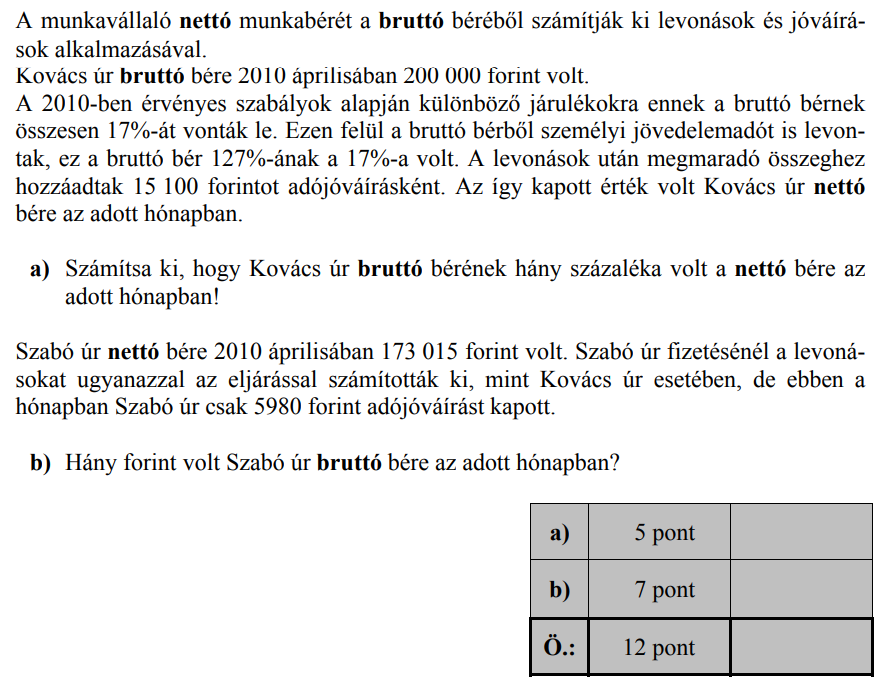 A munkavállaló nettó munkabérét a bruttó béréből számítják ki levonások és jóváírá-
sok alkalmazásával.
Kovács úr bruttó bére 2010 áprilisában 200 000 forint volt.
A 2010-ben érvényes szabályok alapján különböző járulékokra ennek a bruttó bérnek
összesen 17%-át vonták le. Ezen felül a bruttó bérből személyi jövedelemadót is levon-
tak, ez a bruttó bér 127%-ának a 17%-a volt. A levonások után megmaradó összeghez
hozzáadtak 15 100 forintot adójóváírásként. Az így kapott érték volt Kovács úr nettó
bére az adott hónapban.
a) Számítsa ki, hogy Kovács úr bruttó bérének hány százaléka volt a nettó bére az
adott hónapban!
Szabó úr nettó bére 2010 áprilisában 173 015 forint volt. Szabó úr fizetésénél a levoná-
sokat ugyanazzal az eljárással számították ki, mint Kovács úr esetében, de ebben a
hónapban Szabó úr csak 5980 forint adójóváírást kapott.
b) Hány forint volt Szabó úr bruttó bére az adott hónapban?
a) 5 pont
b) 7 pont
Ö.: 12 pont